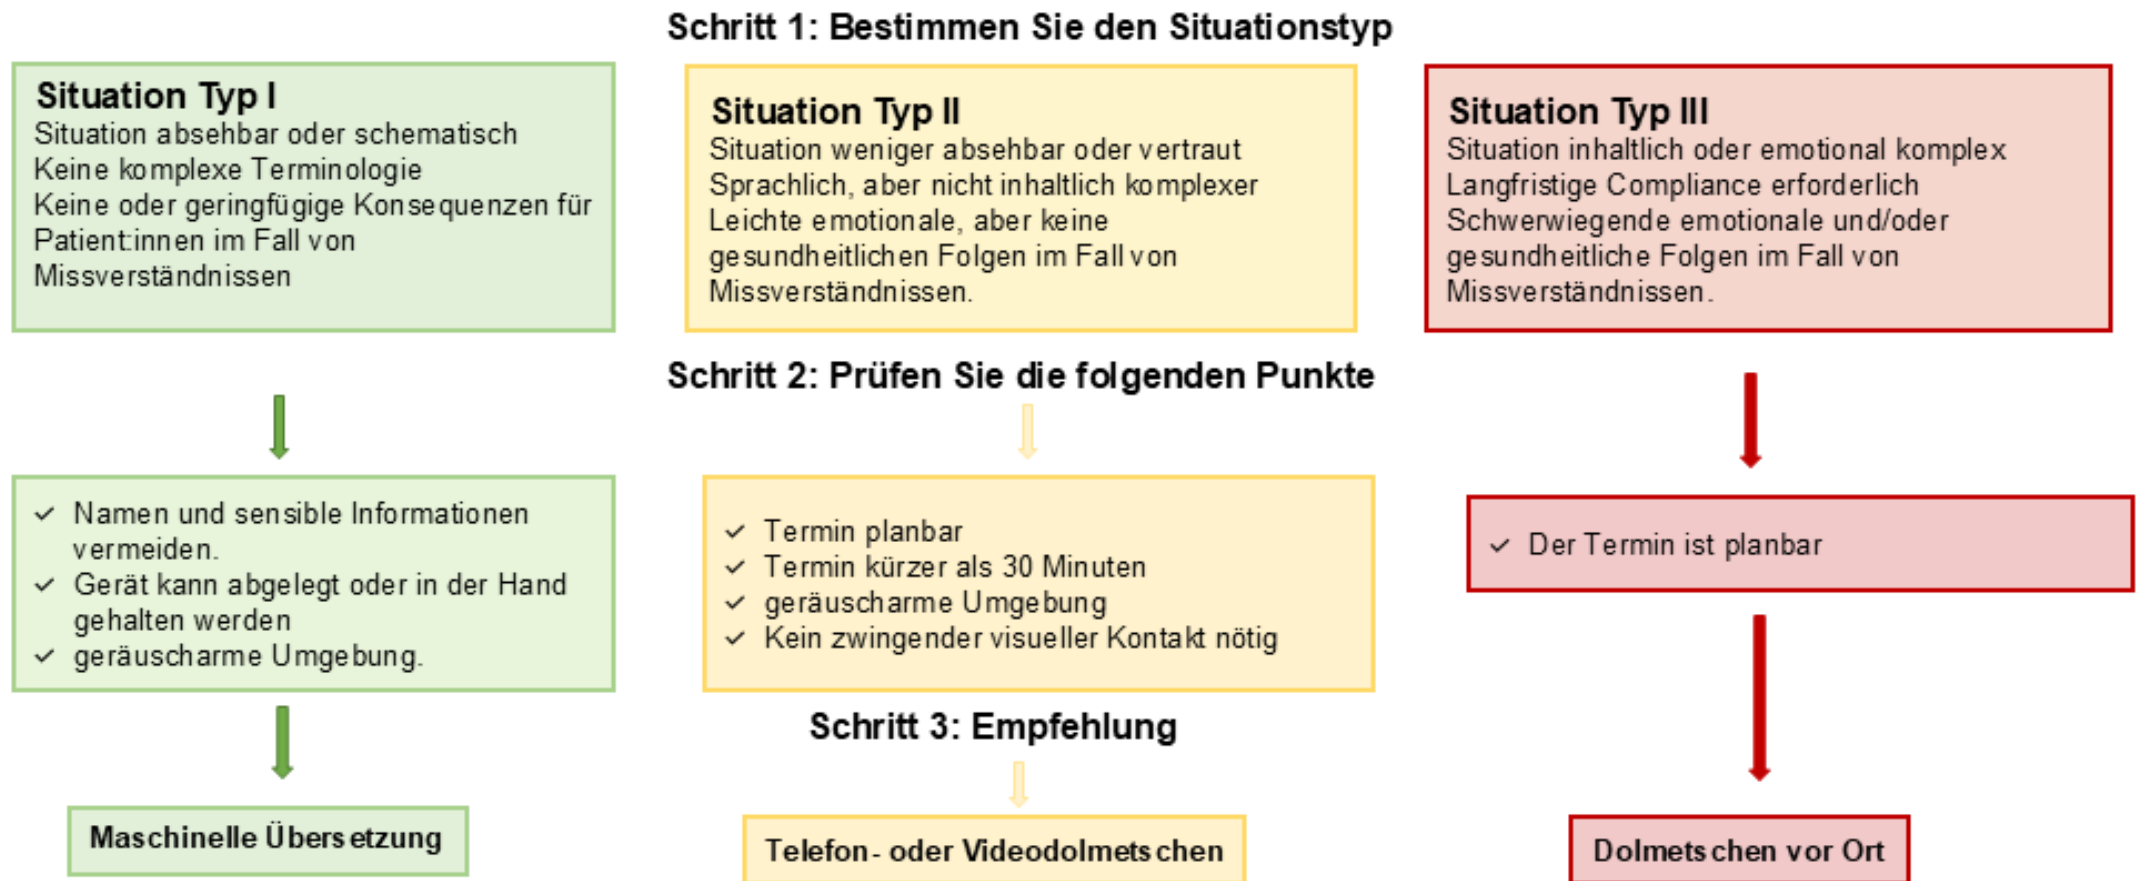 Schritt 1: Bestimmen Sie den Situationstyp
Situation Typ I
Situation absehbar oder schematisch
Keine komplexe Terminologie
Keine oder geringfügige Konsequenzen für
Patient:innen im Fall von
Missverständnissen
Situation Typ II
Situation weniger absehbar oder vertraut
Sprachlich, aber nicht inhaltlich komplexer
Leichte emotionale, aber keine
gesundheitlichen Folgen im Fall von
Missverständnissen.
Situation Typ III
Situation inhaltlich oder emotional komplex
Langfristige Compliance erforderlich
Schwerwiegende emotionale und/oder
gesundheitliche Folgen im Fall von
Missverständnissen.
Schritt 2: Prüfen Sie die folgenden Punkte
✓ Namen und sensible Informationen
vermeiden.
✓ Gerät kann abgelegt oder in der Hand
gehalten werden
✓ geräuscharme Umgebung.
✓ Termin planbar
✓ Termin kürzer als 30 Minuten
✓ geräuscharme Umgebung
✓ Kein zwingender visueller Kontakt nötig
✓ Der Termin ist planbar
Schritt 3: Empfehlung
Maschinelle Übersetzung
Telefon- oder Videodolmetschen
Dolmetschen vor Ort